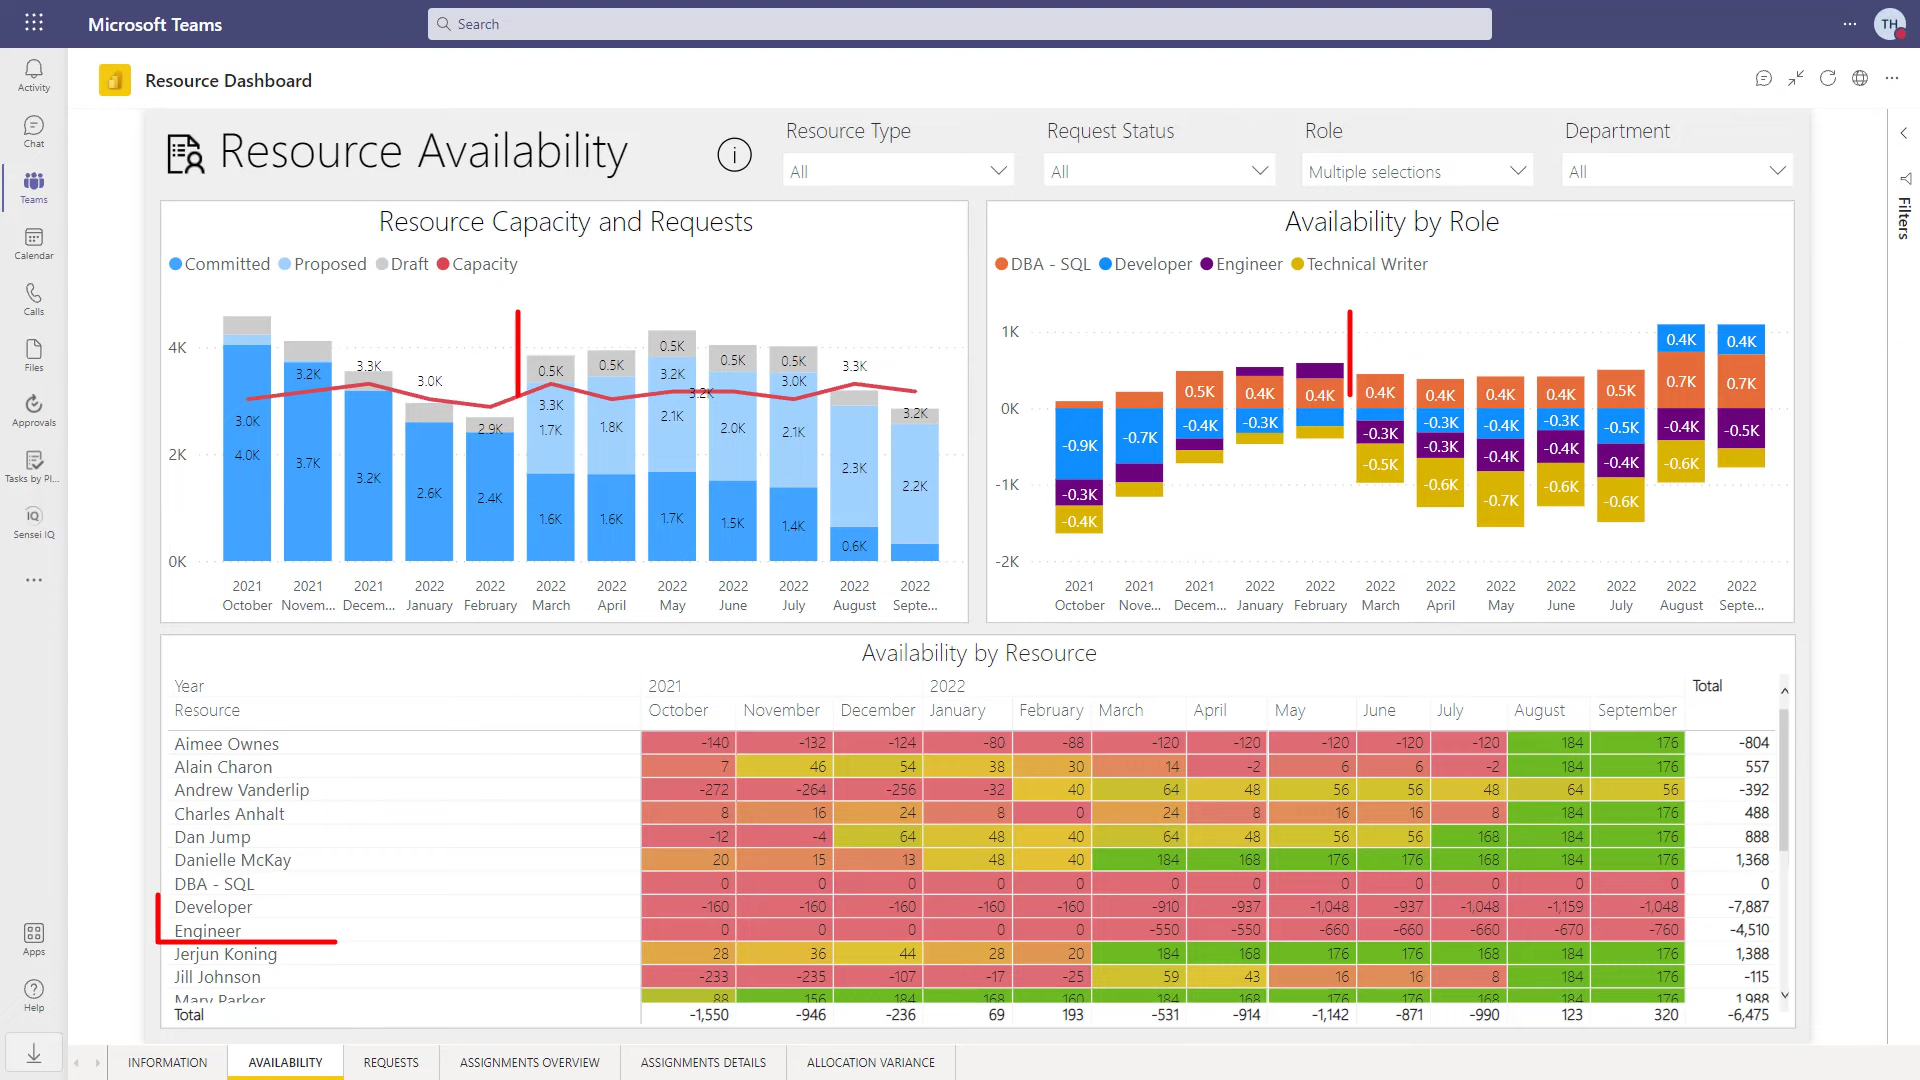 Microsoft Teams
Search
TH
Activity
Chat
Teams
Calendar
Calls
Files
Approvals
Tasks by Pl...
IQ
Sensei IQ
Apps
Help
Resource Dashboard
Resource Availability
i
Resource Type
All
Request Status
All
Role
Multiple selections
Department
All
Filters
Resource Capacity and Requests
Committed Proposed Draft Capacity
4K
2K
0K
3.0K
4.0K
3.2K
3.7K
3.3K
3.2K
3.0K
2.6K
2.9K
2.4K
0.5K
3.3K
1.7K
1.6K
0.5K
1.8K
1.6K
0.5K
3.2K
3.2K
2.1K
1.7K
0.5K
2.0K
1.5K
0.5K
3.0K
2.1K
1.4K
3.3K
2.3K
0.6K
3.2K
2.2K
2021 2021 2021 2022 2022 2022 2022 2022 2022 2022 2022 2022
October Novem... Decem... January February March April May June July August Septe...
Availability by Role
DBA - SQL Developer Engineer Technical Writer
1K
0K
-1K
-2K
-0.9K
-0.3K
-0.4K
-0.7K
0.5K
-0.4K
0.4K
-0.3K
0.4K
0.4K
-0.3K
-0.5K
0.4K
-0.3K
-0.3K
-0.6K
0.4K
-0.4K
-0.4K
-0.7K
0.4K
-0.3K
-0.4K
-0.6K
0.5K
-0.5K
-0.4K
-0.6K
0.4K
0.7K
-0.4K
-0.6K
0.4K
0.7K
-0.5K
2021 2021 2021 2022 2022 2022 2022 2022 2022 2022 2022 2022
October Nove... Decem... January February March April May June July August Septe...
Availability by Resource
Year 2021 2022 Total
Resource October November December January February March April May June July August September
Aimee Ownes -140 -132 -124 -80 -88 -120 -120 -120 -120 -120 184 176 -804
Alain Charon 7 46 54 38 30 14 -2 6 6 -2 184 176 557
Andrew Vanderlip -272 -264 -256 -32 40 64 48 56 56 48 64 56 -392
Charles Anhalt 8 16 24 8 0 24 8 16 16 8 184 176 488
Dan Jump -12 -4 64 48 40 64 48 56 56 168 184 176 888
Danielle McKay 20 15 13 48 40 184 168 176 176 168 184 176 1,368
DBA - SQL 0 0 0 0 0 0 0 0 0 0 0 0 0
Developer -160 -160 -160 -160 -160 -910 -937 -1,048 -937 -1,048 -1,159 -1,048 -7,887
Engineer 0 0 0 0 0 -550 -550 -660 -660 -660 -670 -760 -4,510
Jerjun Koning 28 36 44 28 20 184 168 176 176 168 184 176 1,388
Jill Johnson -233 -235 -107 -17 -25 59 43 16 16 8 184 176 -115
Mary Parker 88 156 184 168 160 184 168 176 176 168 184 176 1,988
Total -1,550 -946 -236 69 193 -531 -914 -1,142 -871 -990 123 320 -6,475
INFORMATION AVAILABILITY REQUESTS ASSIGNMENTS OVERVIEW ASSIGNMENTS DETAILS ALLOCATION VARIANCE